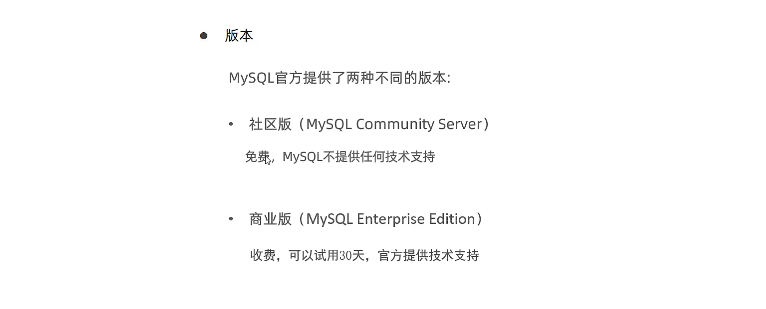 ● 版本
MySQL官方提供了两种不同的版本:
• 社区版（MySQL Community Server）
免费，MySQL不提供任何技术支持
• 商业版（MySQL Enterprise Edition）
收费，可以试用30天，官方提供技术支持